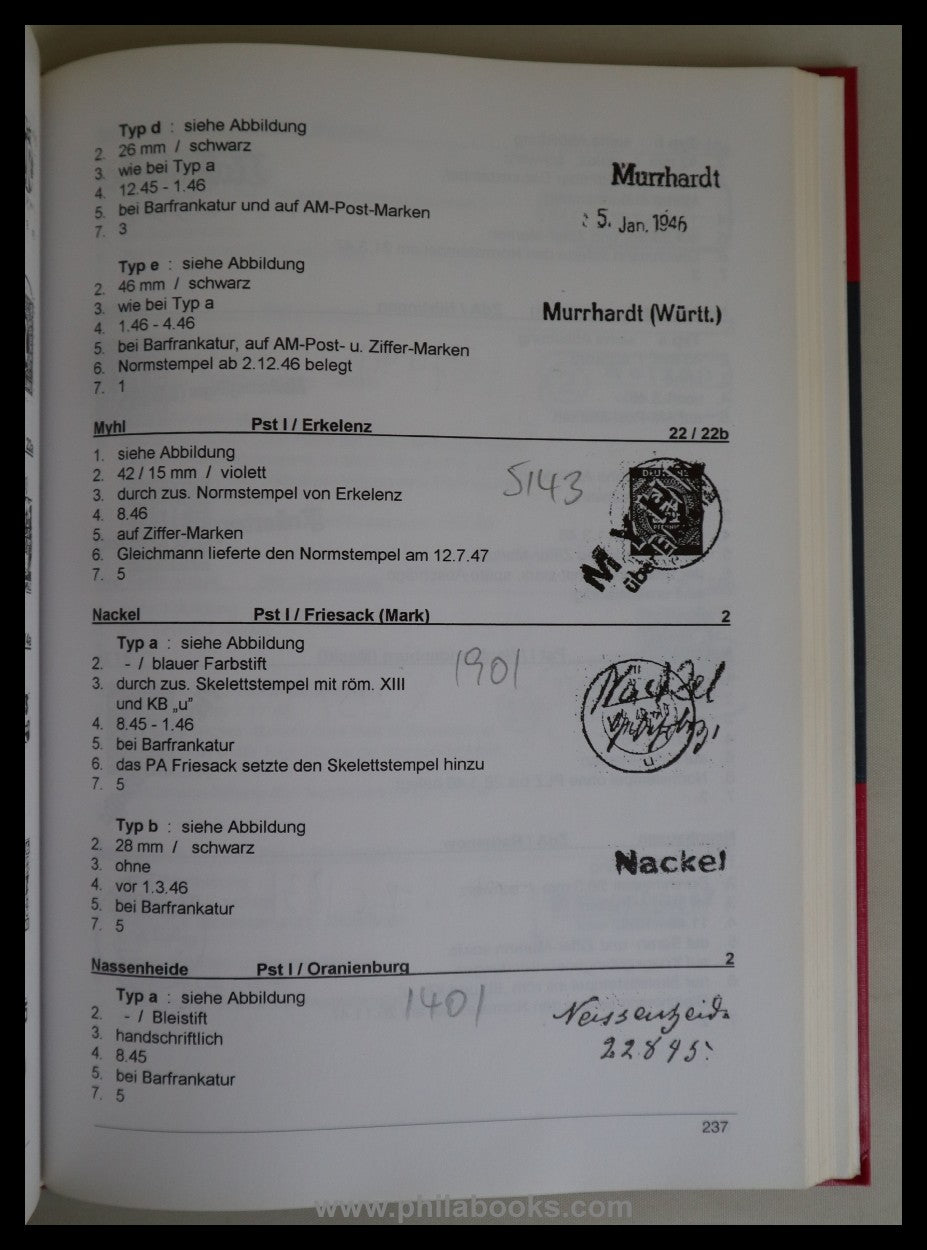 Typ d : siehe Abbildung
2. 26 mm / schwarz
3. wie bei Typ a
4. 12.45 - 1.46
5. bei Barfrankatur und auf AM-Post-Marken
7. 3
Murrhardt
5. Jan. 1946
Typ e : siehe Abbildung
2. 46 mm / schwarz
3. wie bei Typ a
4. 1.46 - 4.46
5. bei Barfrankatur, auf AM-Post- u. Ziffer-Marken
6. Normstempel ab 2.12.46 belegt
7. 1
Murrhardt (Württ.)
Myhl Pst I / Erkelenz 22 / 22b
1. siehe Abbildung
2. 42 / 15 mm / violett
3. durch zus. Normstempel von Erkelenz
4. 8.46
5. auf Ziffer-Marken
6. Gleichmann lieferte den Normstempel am 12.7.47
7. 5
5143
über
Nackel Pst I / Friesack (Mark) 2
Typ a : siehe Abbildung
2. - / blauer Farbstift
3. durch zus. Skelettstempel mit röm. XIII
und KB „u"
4. 8.45 - 1.46
5. bei Barfrankatur
6. das PA Friesack setzte den Skelettstempel hinzu
7. 5
1901
Nackel
u
Typ b : siehe Abbildung
2. 28 mm / schwarz
3. ohne
4. vor 1.3.46
5. bei Barfrankatur
7. 5
Nackel
Nassenheide Pst I / Oranienburg 2
Typ a : siehe Abbildung
2. - / Bleistift
3. handschriftlich
4. 8.45
5. bei Barfrankatur
7. 5
1401
22.8.45.
237
www.philabooks.com